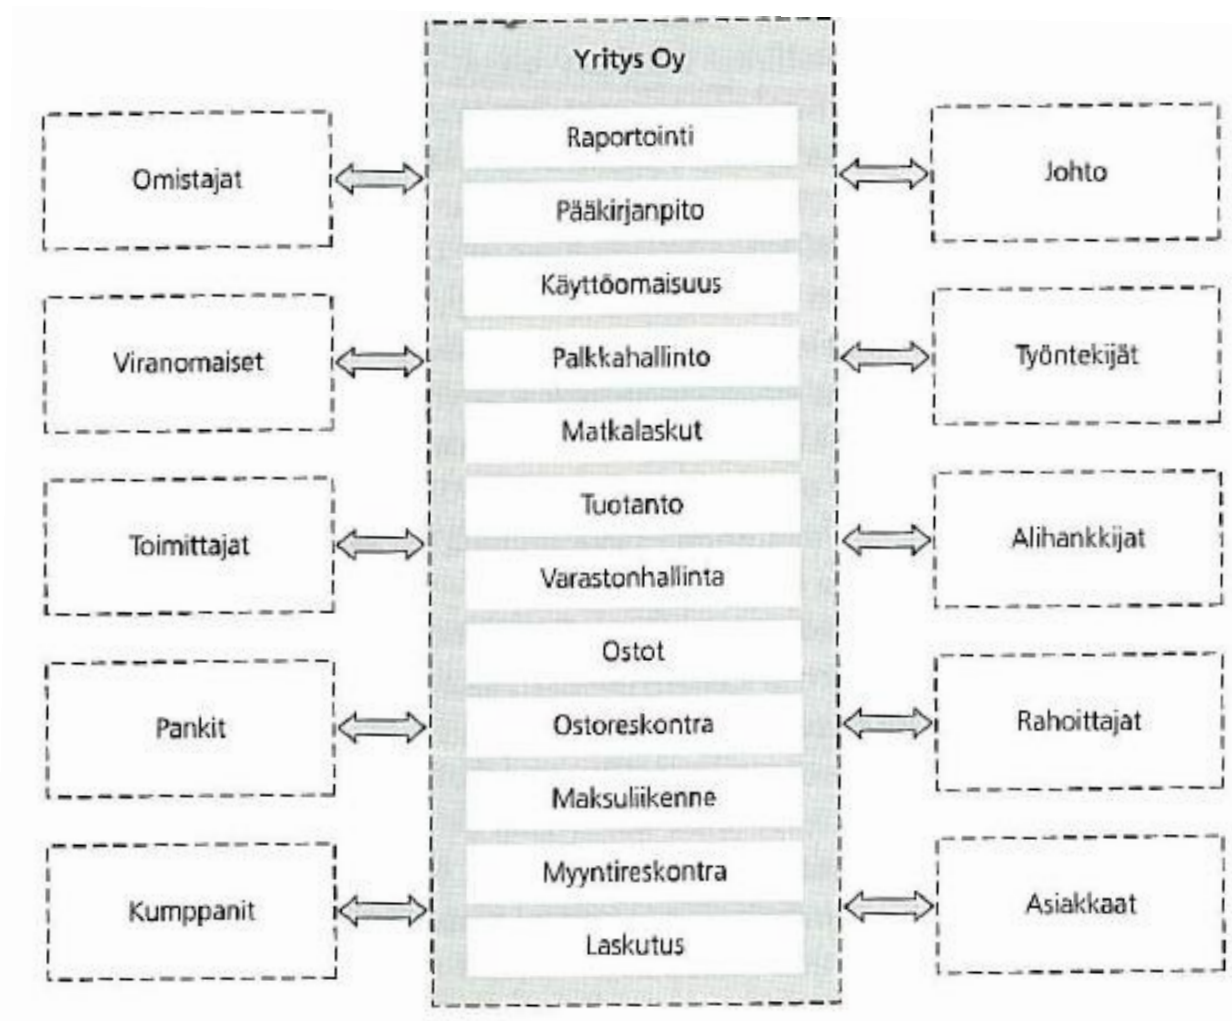 Yritys Oy
Omistajat
Viranomaiset
Toimittajat
Pankit
Kumppanit
Raportointi
Pääkirjanpito
Käyttöomaisuus
Palkkahallinto
Matkalaskut
Tuotanto
Varastonhallinta
Ostot
Ostoreskontra
Maksuliikenne
Myyntireskontra
Laskutus
Johto
Työntekijät
Alihankkijat
Rahoittajat
Asiakkaat